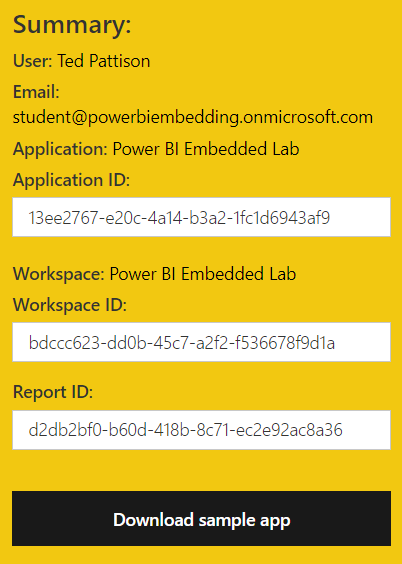 Summary:
User: Ted Pattison
Email:
student@powerbiembedding.onmicrosoft.com
Application: Power BI Embedded Lab
Application ID:
13ee2767-e20c-4a14-b3a2-1fc1d6943af9
Workspace: Power BI Embedded Lab
Workspace ID:
bdccc623-dd0b-45c7-a2f2-f536678f9d1a
Report ID:
d2db2bf0-b60d-418b-8c71-ec2e92ac8a36
Download sample app